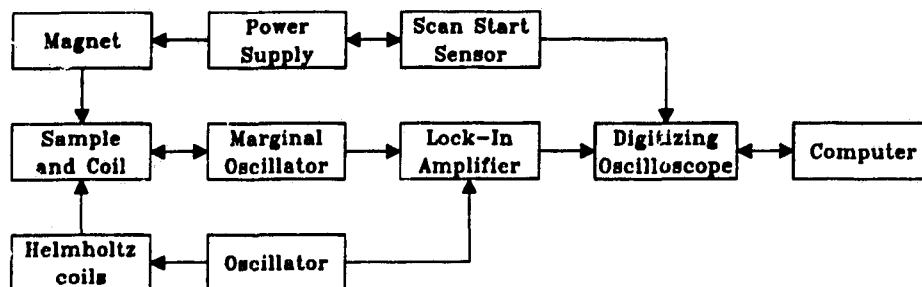 Magnet
Power
Supply
Scan Start
Sensor
Sample
and Coil
Marginal
Oscillator
Lock-In
Amplifier
Digitizing
Oscilloscope
Computer
Helmholtz
coils
Oscillator